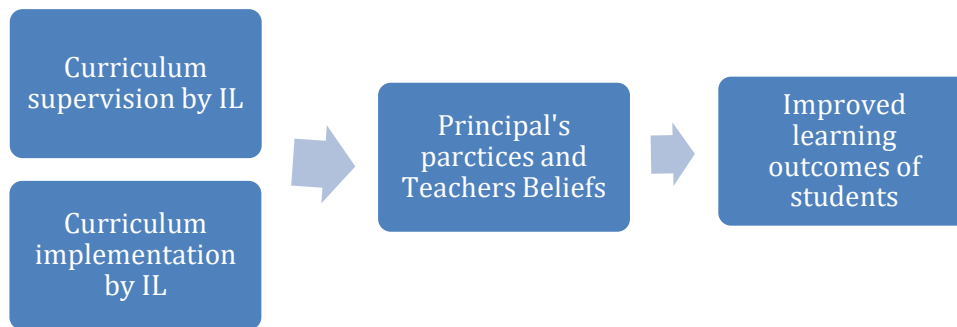 Curriculum
supervision by IL
Curriculum
implementation
by IL
Principal's
parctices and
Teachers Beliefs
Improved
learning
outcomes of
students